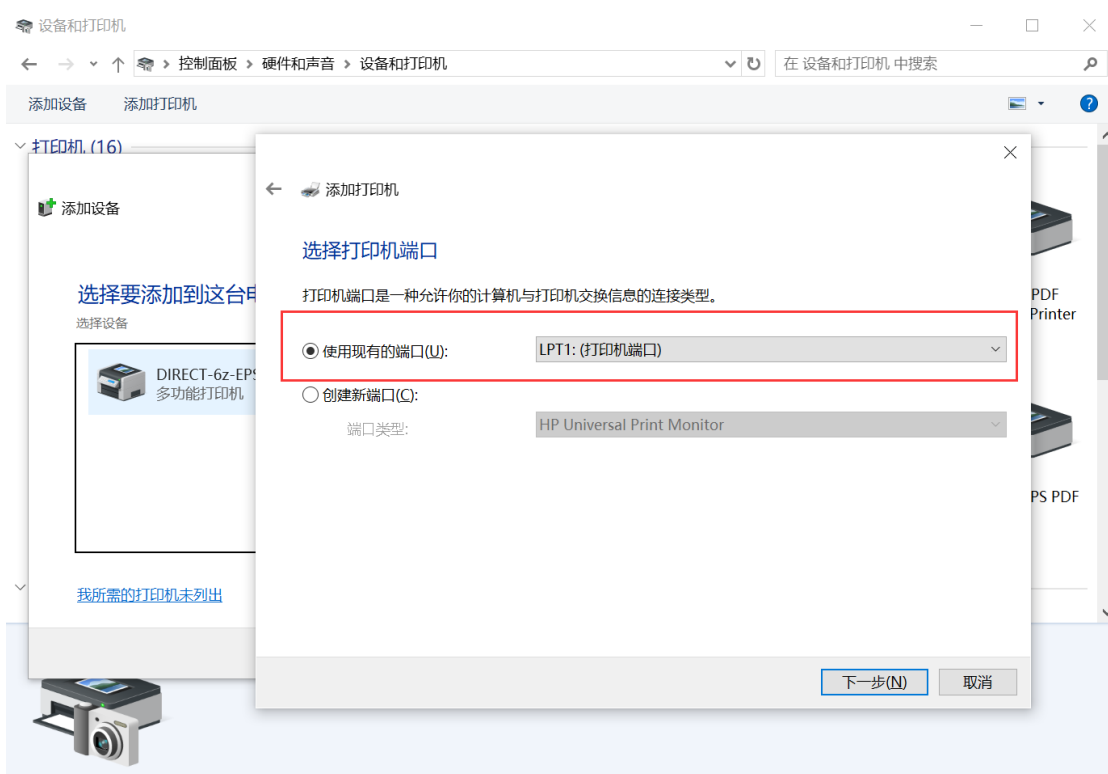 设备和打印机
控制面板 › 硬件和声音 › 设备和打印机
在 设备和打印机 中搜索
添加设备
添加打印机
打印机 (16)
添加设备
选择要添加到这台
选择设备
DIRECT-6z-EPS
多功能打印机
我所需的打印机未列出
添加打印机
选择打印机端口
打印机端口是一种允许你的计算机与打印机交换信息的连接类型。
使用现有的端口(U):
LPT1: (打印机端口)
创建新端口(C):
端口类型:
HP Universal Print Monitor
下一步(N)
取消
PDF
Printer
PS PDF